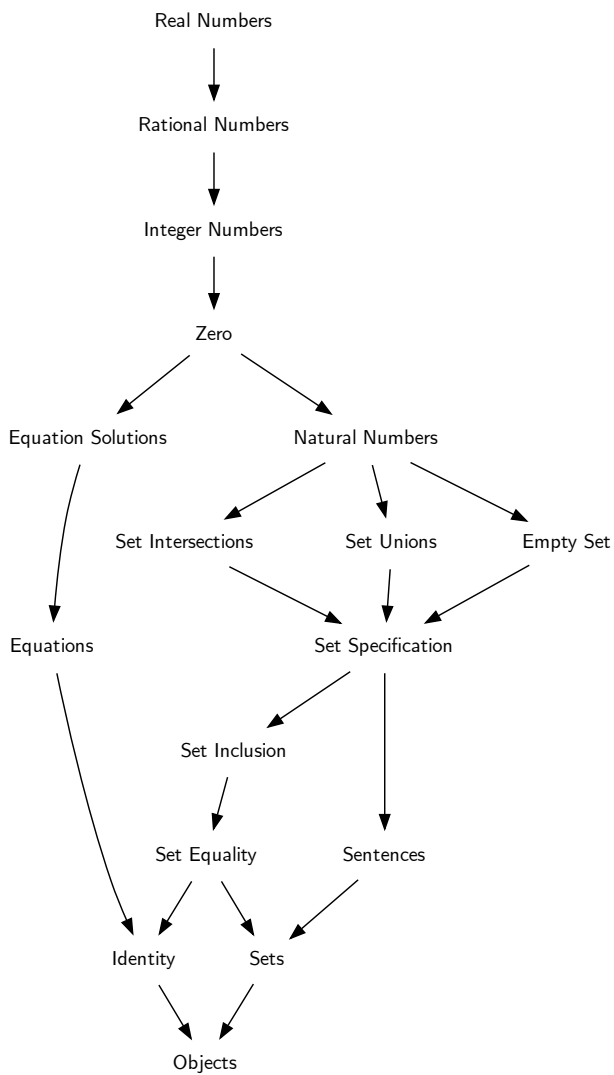 Real Numbers
Rational Numbers
Integer Numbers
Zero
Equation Solutions
Natural Numbers
Set Intersections
Set Unions
Empty Set
Equations
Set Specification
Set Inclusion
Set Equality
Sentences
Identity
Sets
Objects